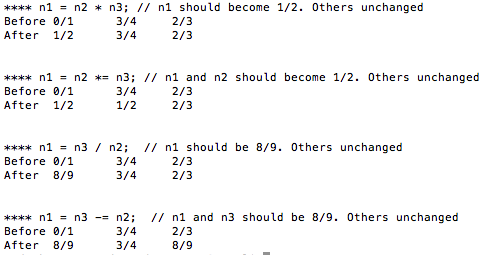 **** n1 = n2 * n3; // n1 should become 1/2. Others unchanged
Before 0/1      3/4     2/3
After  1/2      3/4     2/3
**** n1 = n2 *= n3; // n1 and n2 should become 1/2. Others unchanged
Before 0/1      3/4     2/3
After  1/2      1/2     2/3
**** n1 = n3 / n2;  // n1 should be 8/9. Others unchanged
Before 0/1      3/4     2/3
After  8/9      3/4     2/3
**** n1 = n3 -= n2;  // n1 and n3 should be 8/9. Others unchanged
Before 0/1      3/4     2/3
After  8/9      3/4     8/9